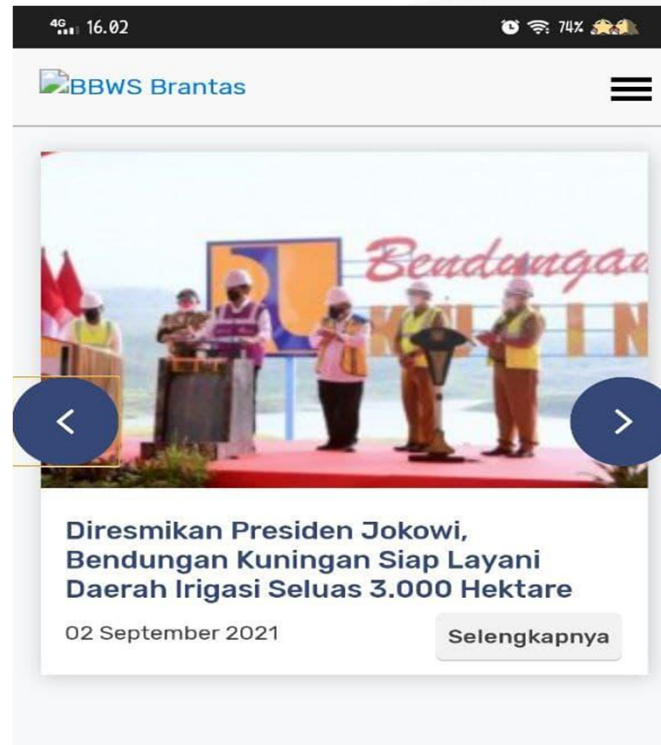 4G 16.02 74%
BBWS Brantas
Bendungan
Diresmikan Presiden Jokowi,
Bendungan Kuningan Siap Layani
Daerah Irigasi Seluas 3.000 Hektare
02 September 2021
Selengkapnya